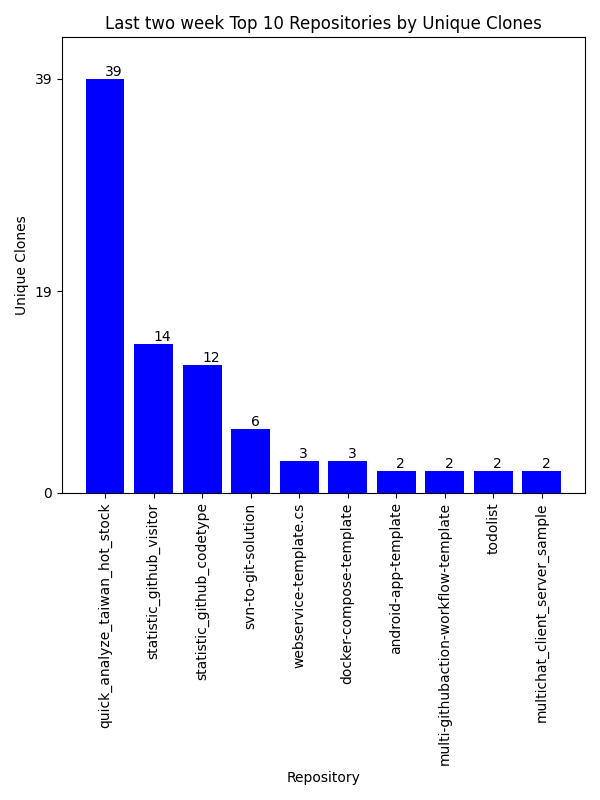 Last two week Top 10 Repositories by Unique Clones
Unique Clones
39
19
0
39
14
12
6
3
3
2
2
2
2
quick_analyze_taiwan_hot_stock
statistic_github_visitor
statistic_github_codetype
svn-to-git-solution
webservice-template.cs
docker-compose-template
android-app-template
multi-githubaction-workflow-template
todolist
multichat_client_server_sample
Repository